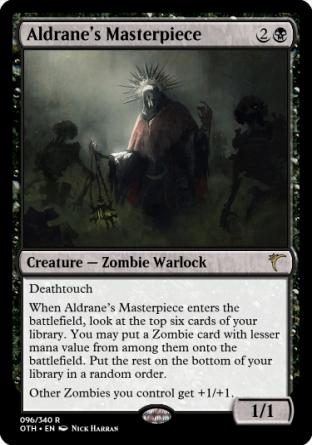 Aldrane's Masterpiece 2
Creature — Zombie Warlock
Deathtouch
When Aldrane's Masterpiece enters the
battlefield, look at the top six cards of your
library. You may put a Zombie card with lesser
mana value from among them onto the
battlefield. Put the rest on the bottom of your
library in a random order.
Other Zombies you control get +1/+1.
1/1
096/340 R
OTH • EN Nick Harran